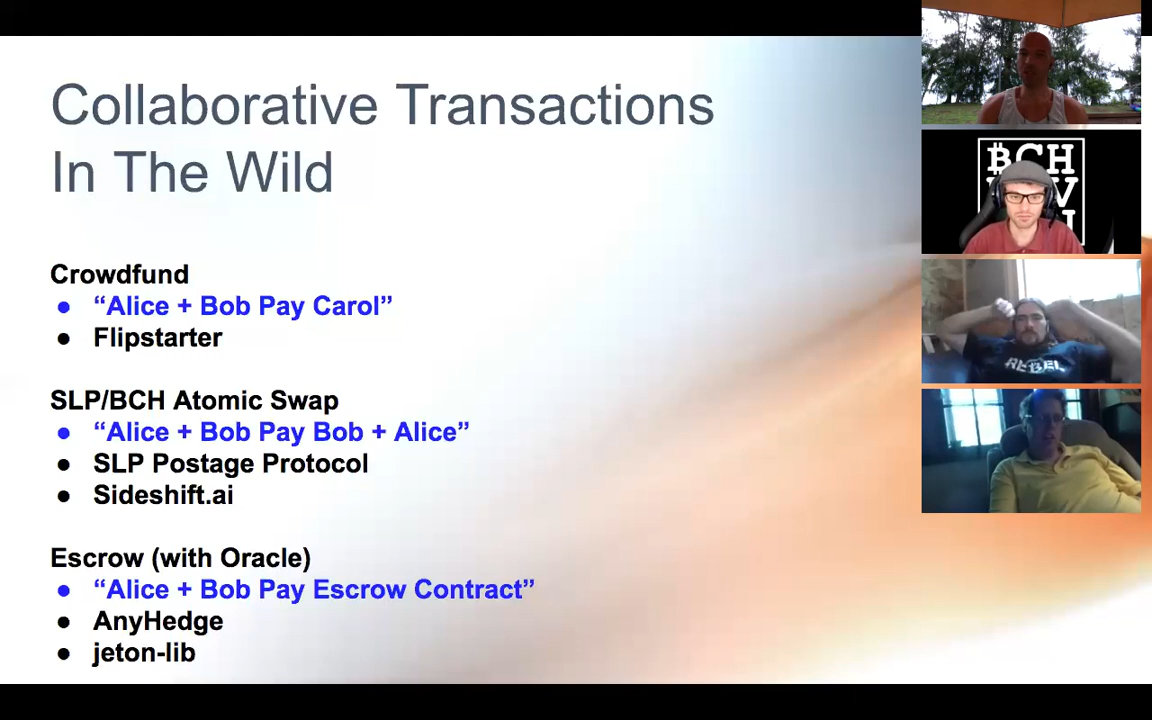 Collaborative Transactions
In The Wild
Crowdfund
● “Alice + Bob Pay Carol”
● Flipstarter
SLP/BCH Atomic Swap
● “Alice + Bob Pay Bob + Alice”
● SLP Postage Protocol
● Sideshift.ai
Escrow (with Oracle)
● “Alice + Bob Pay Escrow Contract”
● AnyHedge
● jeton-lib
₿CH
REBEL